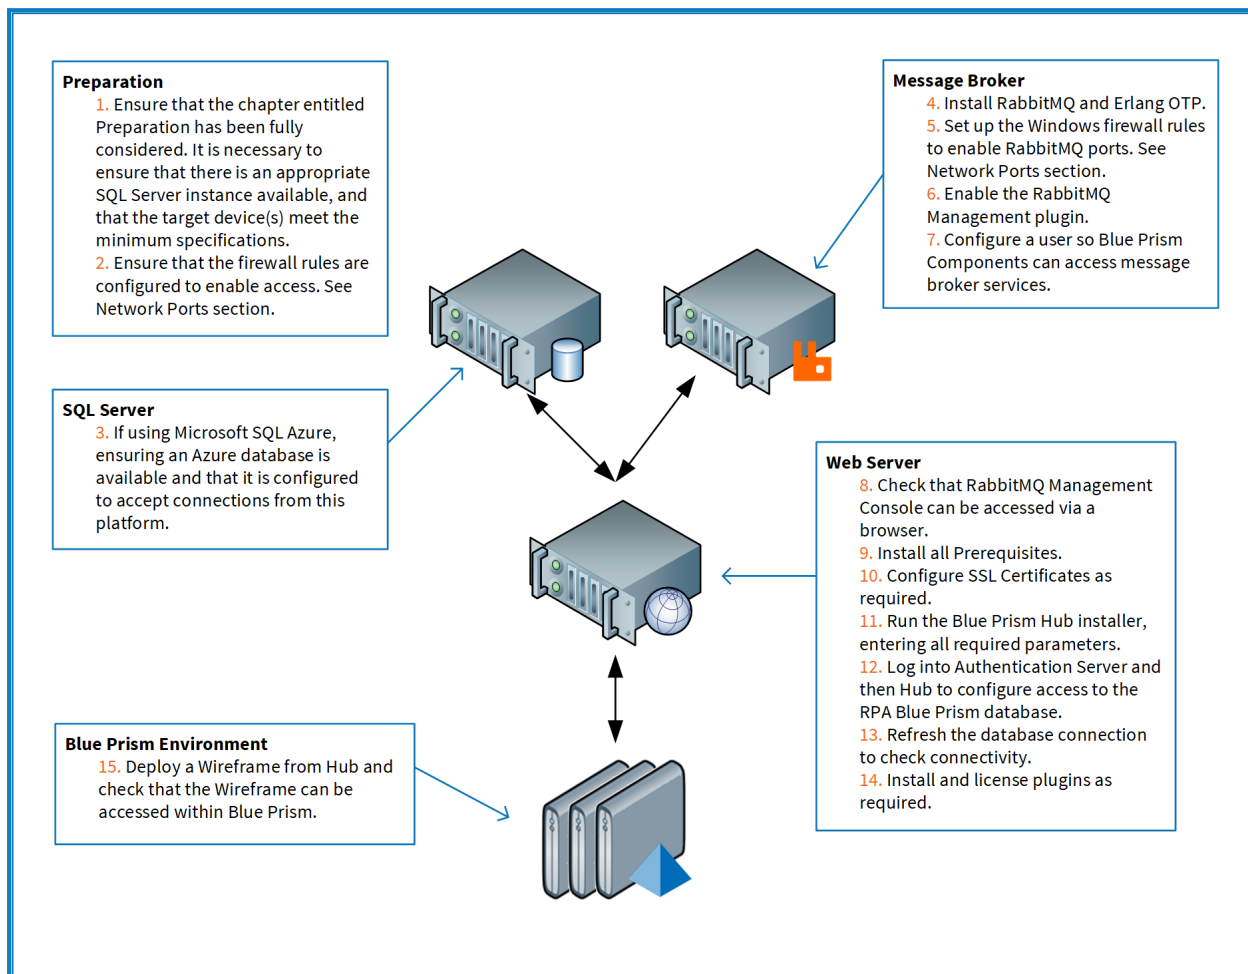 Preparation
1. Ensure that the chapter entitled
Preparation has been fully
considered. It is necessary to
ensure that there is an appropriate
SQL Server instance available, and
that the target device(s) meet the
minimum specifications.
2. Ensure that the firewall rules are
configured to enable access. See
Network Ports section.
Message Broker
4. Install RabbitMQ and Erlang OTP.
5. Set up the Windows firewall rules
to enable RabbitMQ ports. See
Network Ports section.
6. Enable the RabbitMQ
Management plugin.
7. Configure a user so Blue Prism
Components can access message
broker services.
SQL Server
3. If using Microsoft SQL Azure,
ensuring an Azure database is
available and that it is configured
to accept connections from this
platform.
Web Server
8. Check that RabbitMQ Management
Console can be accessed via a
browser.
9. Install all Prerequisites.
10. Configure SSL Certificates as
required.
11. Run the Blue Prism Hub installer,
entering all required parameters.
12. Log into Authentication Server and
then Hub to configure access to the
RPA Blue Prism database.
13. Refresh the database connection
to check connectivity.
14. Install and license plugins as
required.
Blue Prism Environment
15. Deploy a Wireframe from Hub and
check that the Wireframe can be
accessed within Blue Prism.